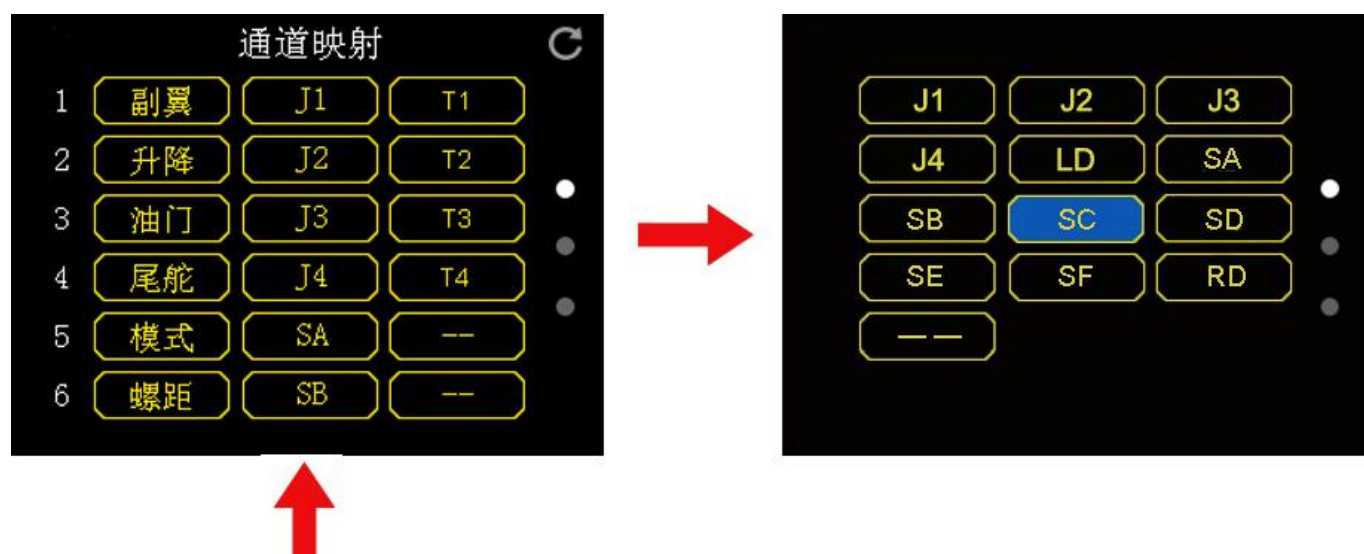 通道映射
1 副翼 J1 T1
2 升降 J2 T2
3 油门 J3 T3
4 尾舵 J4 T4
5 模式 SA --
6 螺距 SB --
J1 J2 J3
J4 LD SA
SB SC SD
SE SF RD
— —